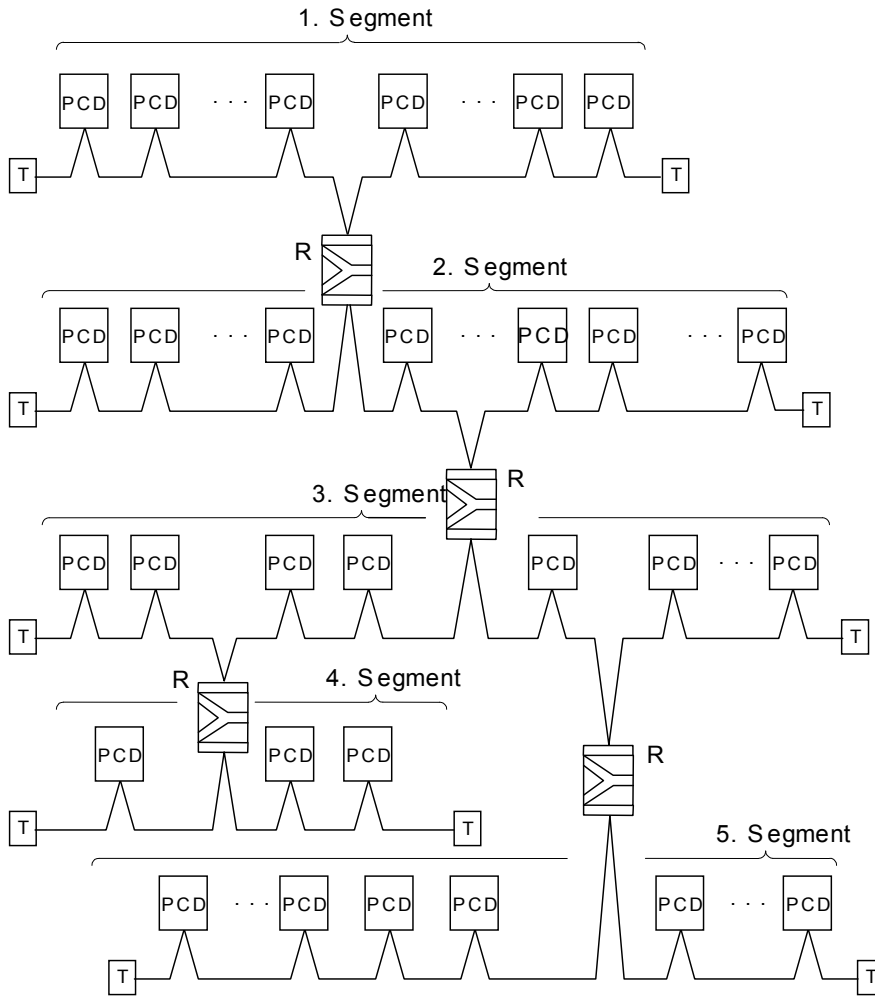 1. Segment
PCD PCD · · · PCD PCD · · · PCD PCD
T T
R
2. Segment
PCD PCD · · · PCD PCD · · · PCD PCD · · · PCD
T T
R
3. Segment
PCD PCD PCD PCD PCD PCD · · · PCD
T T
R
4. Segment
PCD PCD PCD
R
T T
5. Segment
PCD · · · PCD PCD PCD PCD · · · PCD
T T